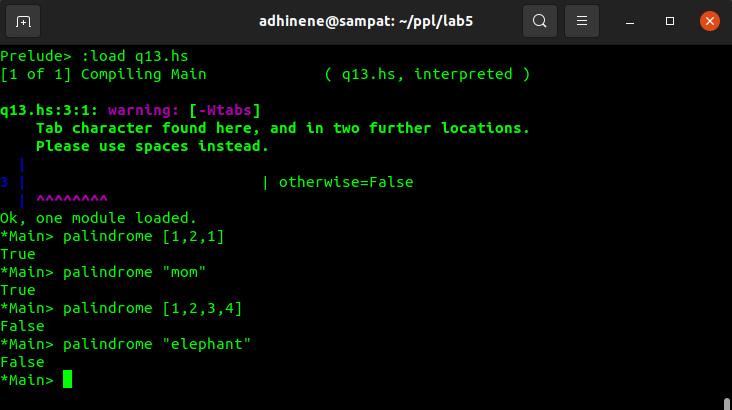 adhinene@sampat: ~/ppl/lab5
Prelude> :load q13.hs
[1 of 1] Compiling Main             ( q13.hs, interpreted )
q13.hs:3:1: warning: [-Wtabs]
    Tab character found here, and in two further locations.
    Please use spaces instead.
  |
3 |                          | otherwise=False
  | ^^^^^^^^
Ok, one module loaded.
*Main> palindrome [1,2,1]
True
*Main> palindrome "mom"
True
*Main> palindrome [1,2,3,4]
False
*Main> palindrome "elephant"
False
*Main>